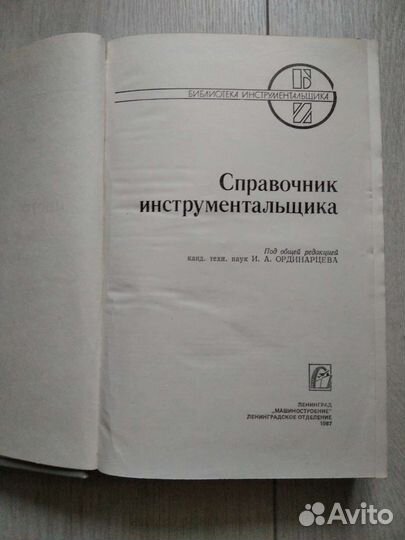 БИБЛИОТЕКА ИНСТРУМЕНТАЛЬЩИКА
Справочник
инструментальщика
Под общей редакцией
канд. техн. наук И. А. ОРДИНАРЦЕВА
ЛЕНИНГРАД
„МАШИНОСТРОЕНИЕ"
ЛЕНИНГРАДСКОЕ ОТДЕЛЕНИЕ
1987
Avito